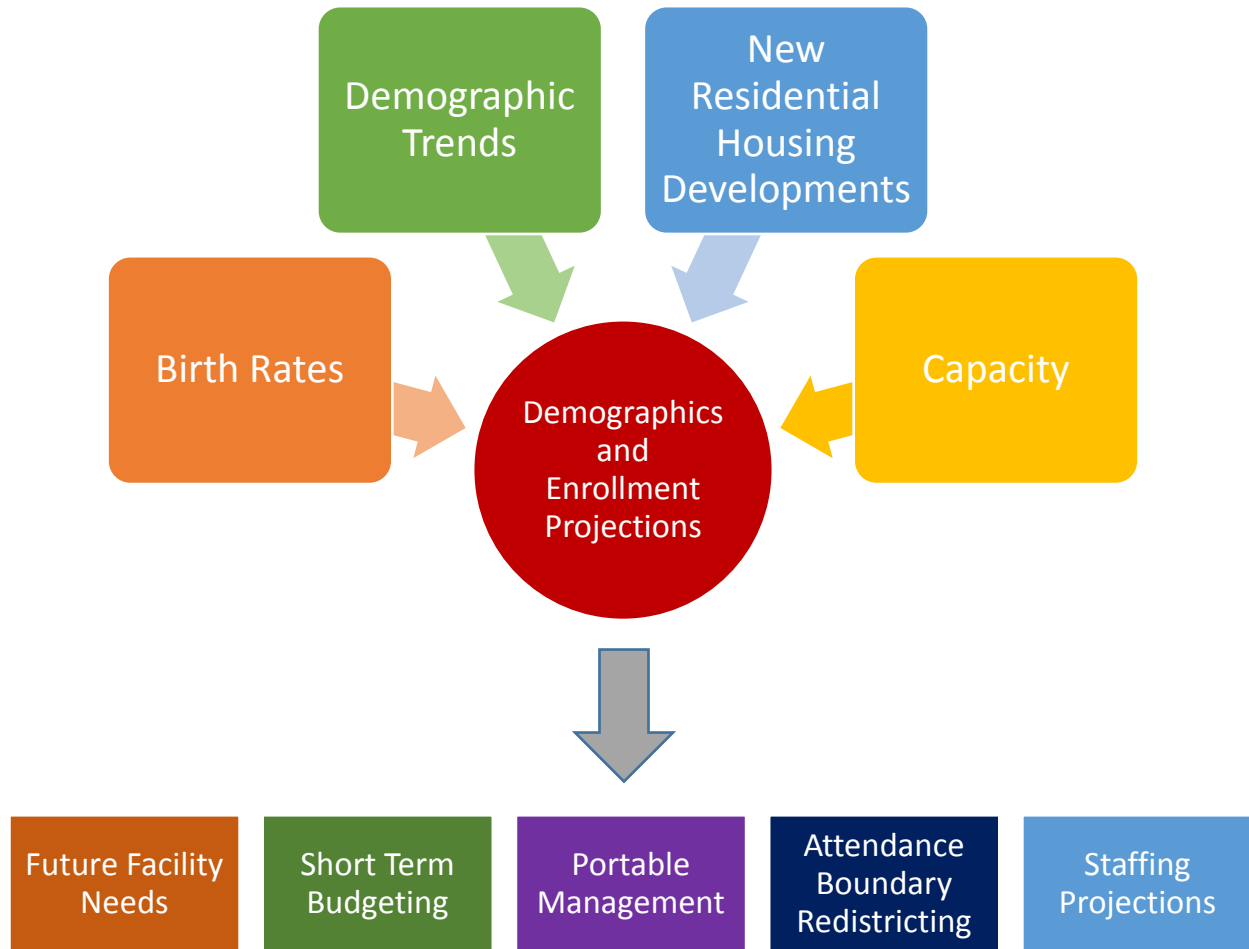 Demographic
Trends
New
Residential
Housing
Developments
Birth Rates
Capacity
Demographics
and
Enrollment
Projections
Future Facility
Needs
Short Term
Budgeting
Portable
Management
Attendance
Boundary
Redistricting
Staffing
Projections